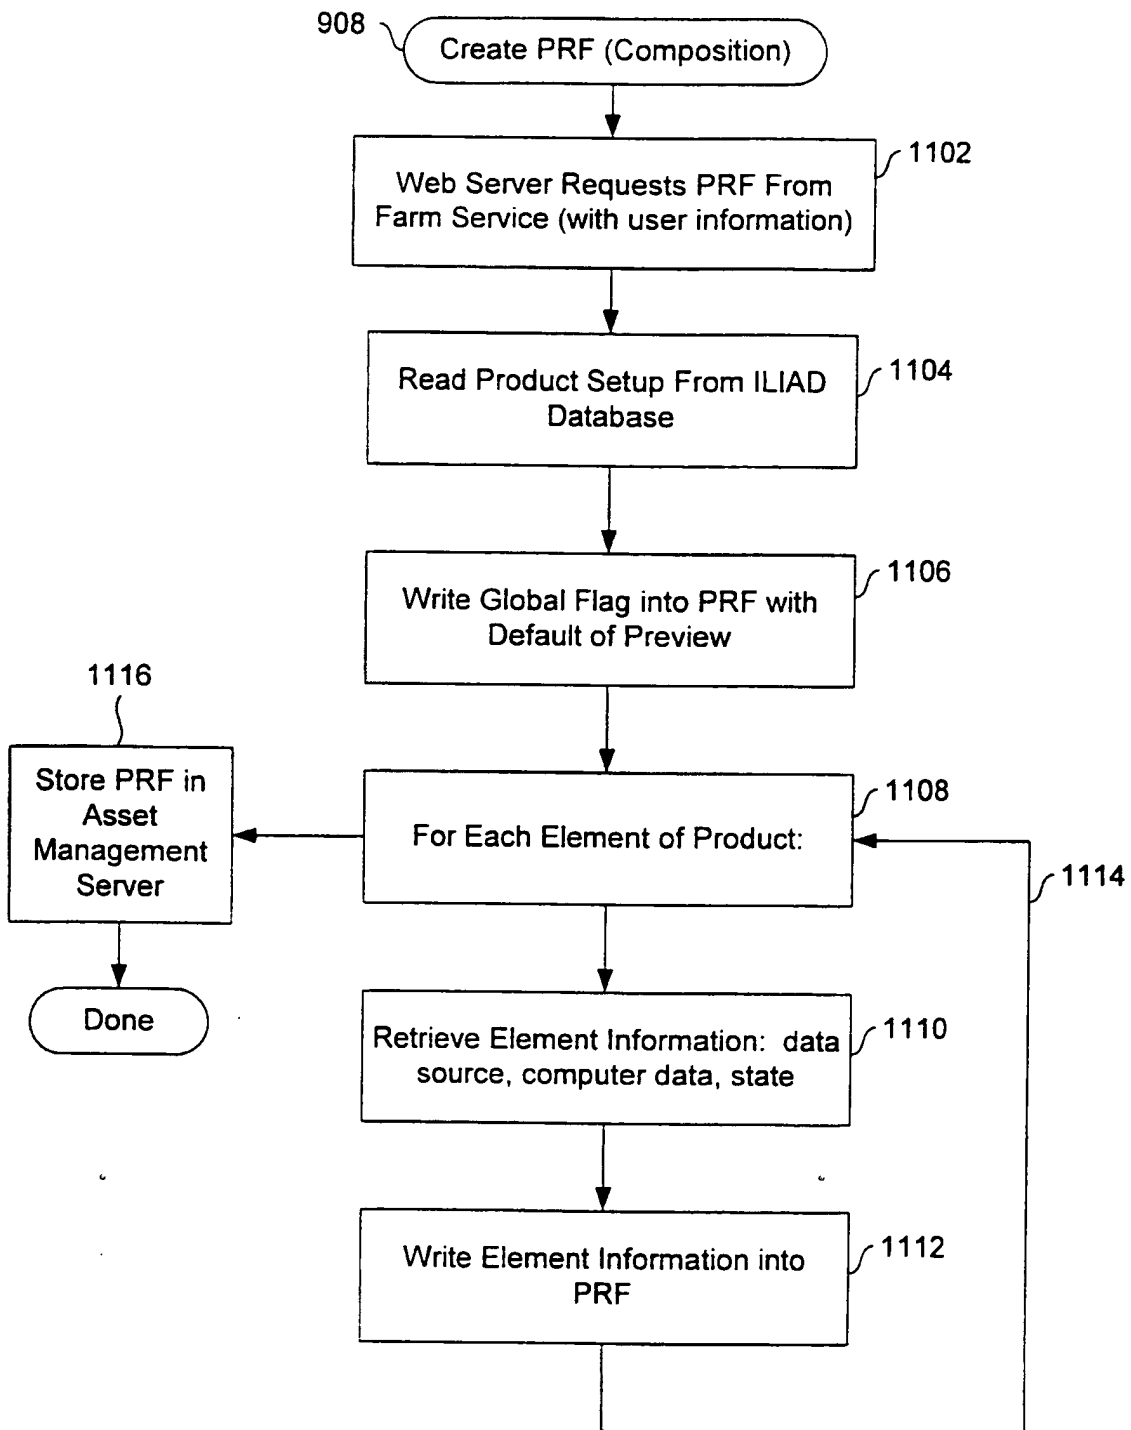 908
Create PRF (Composition)
1102
Web Server Requests PRF From
Farm Service (with user information)
1104
Read Product Setup From ILIAD
Database
1106
Write Global Flag into PRF with
Default of Preview
1116
Store PRF in
Asset
Management
Server
1108
For Each Element of Product:
1114
Done
1110
Retrieve Element Information: data
source, computer data, state
1112
Write Element Information into
PRF